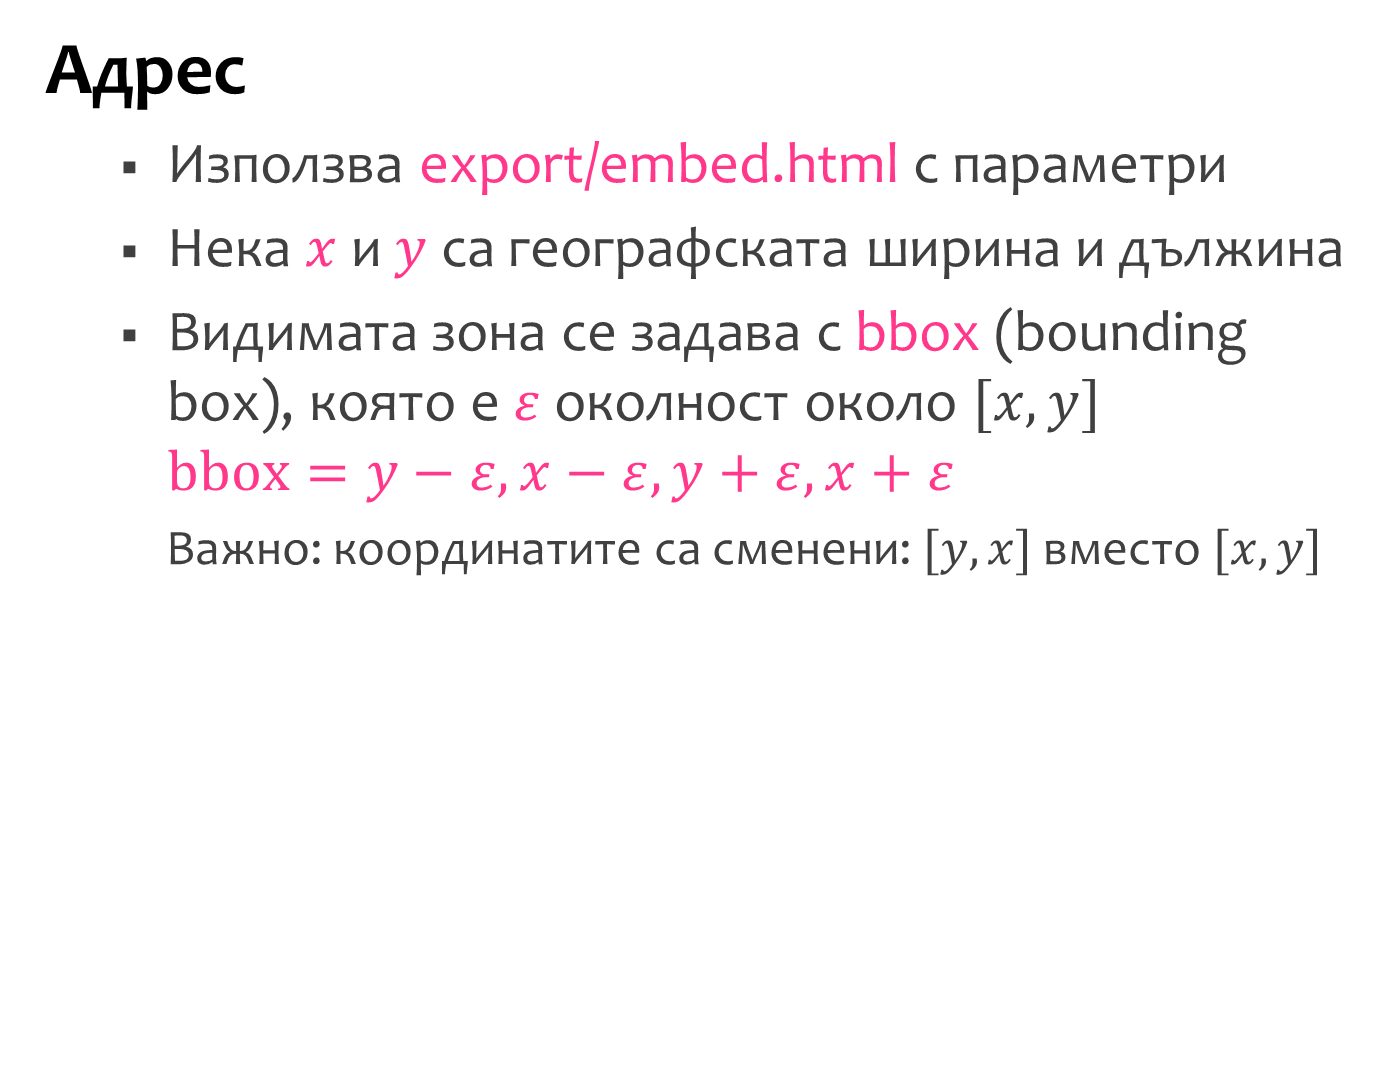 Адрес
▪ Използва export/embed.html с параметри
▪ Нека x и y са географската ширина и дължина
▪ Видимата зона се задава с bbox (bounding
box), която е ε околност около [x, y]
bbox = y − ε, x − ε, y + ε, x + ε
Важно: координатите са сменени: [y, x] вместо [x, y]